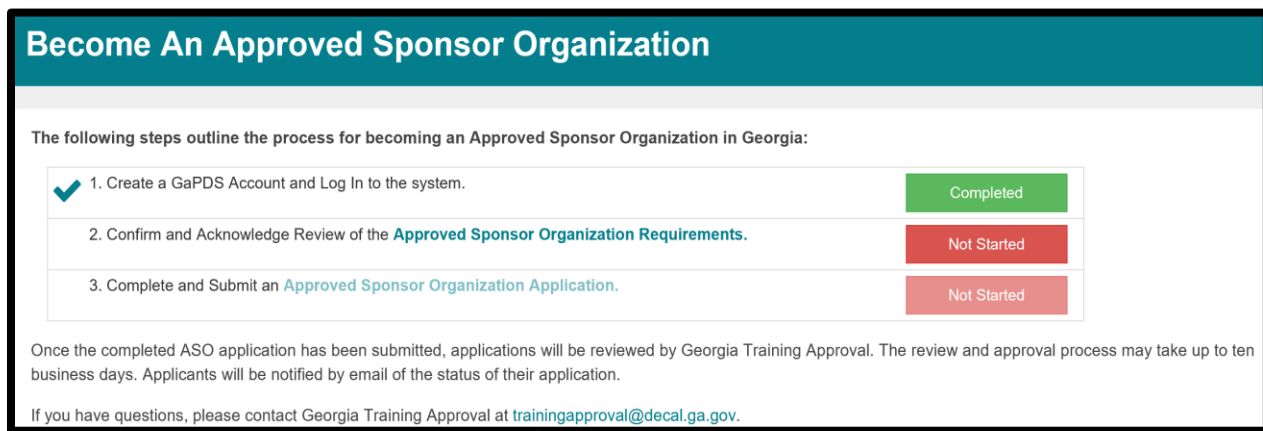 Become An Approved Sponsor Organization
The following steps outline the process for becoming an Approved Sponsor Organization in Georgia:
1. Create a GaPDS Account and Log In to the system.
Completed
2. Confirm and Acknowledge Review of the Approved Sponsor Organization Requirements.
Not Started
3. Complete and Submit an Approved Sponsor Organization Application.
Not Started
Once the completed ASO application has been submitted, applications will be reviewed by Georgia Training Approval. The review and approval process may take up to ten
business days. Applicants will be notified by email of the status of their application.
If you have questions, please contact Georgia Training Approval at trainingapproval@decal.ga.gov.